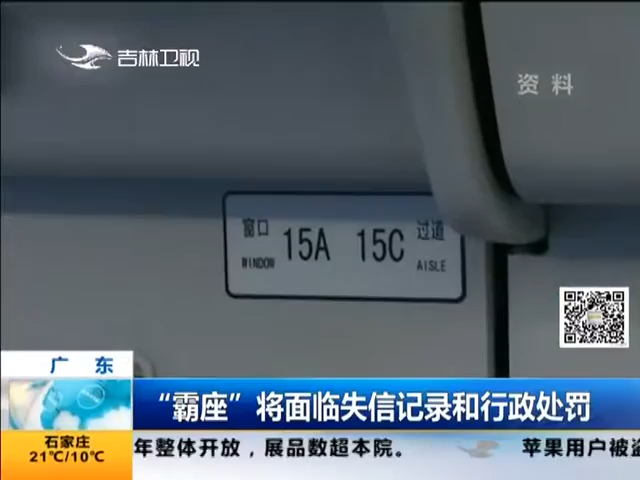 吉林卫视
资料
窗口 15A 15C 过道
WINDOW AISLE
广东
“霸座”将面临失信记录和行政处罚
石家庄
21℃/10℃
年整体开放，展品数超本院。 苹果用户被盗